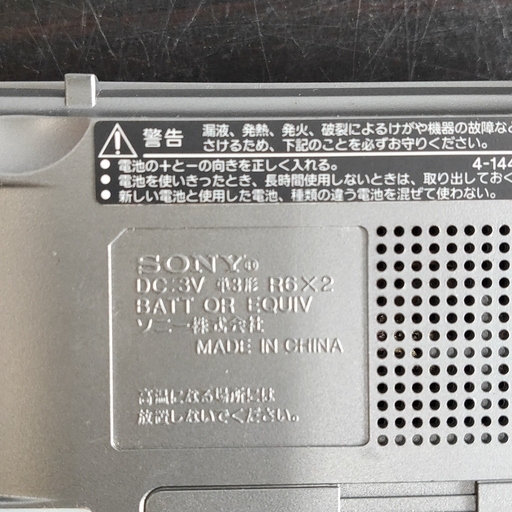 警告
漏液、発熱、発火、破裂によるけがや機器の故障など
さけるため、下記のことを必ずお守りください。
● 電池の＋と－の向きを正しく入れる。 4-144
● 電池を使いきったとき、長時間使用しないときは、取り出しておく
● 新しい電池と使用した電池、種類の違う電池を混ぜて使わない。
SONY
DC:3V 単3形 R6×2
BATT OR EQUIV
ソニー株式会社
MADE IN CHINA
高温になる場所には
放置しないでください。